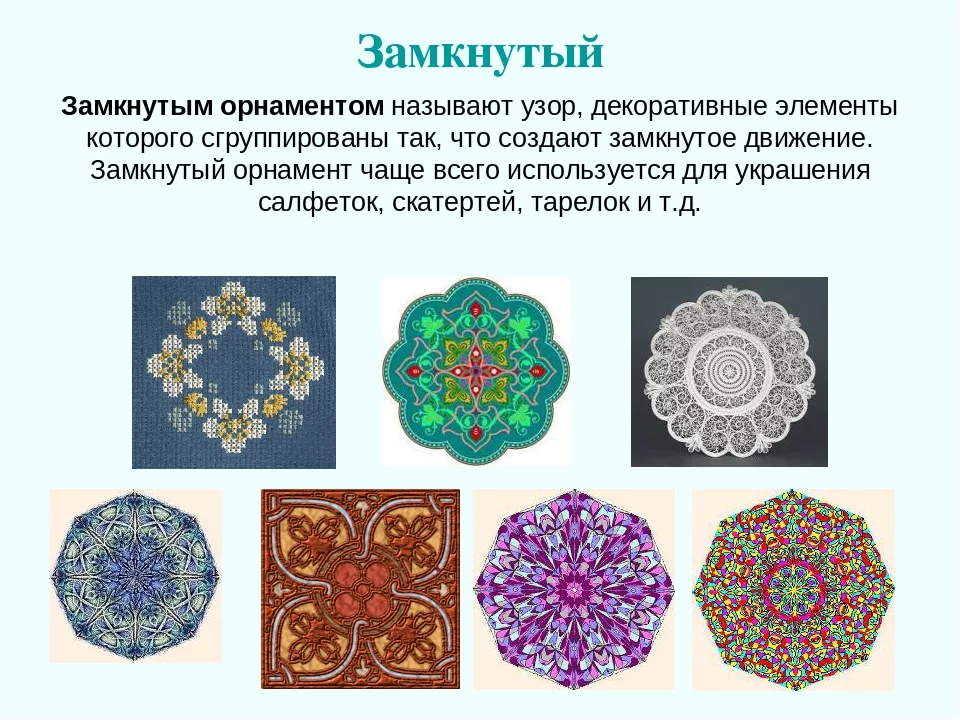 Замкнутый
Замкнутым орнаментом называют узор, декоративные элементы
которого сгруппированы так, что создают замкнутое движение.
Замкнутый орнамент чаще всего используется для украшения
салфеток, скатертей, тарелок и т.д.